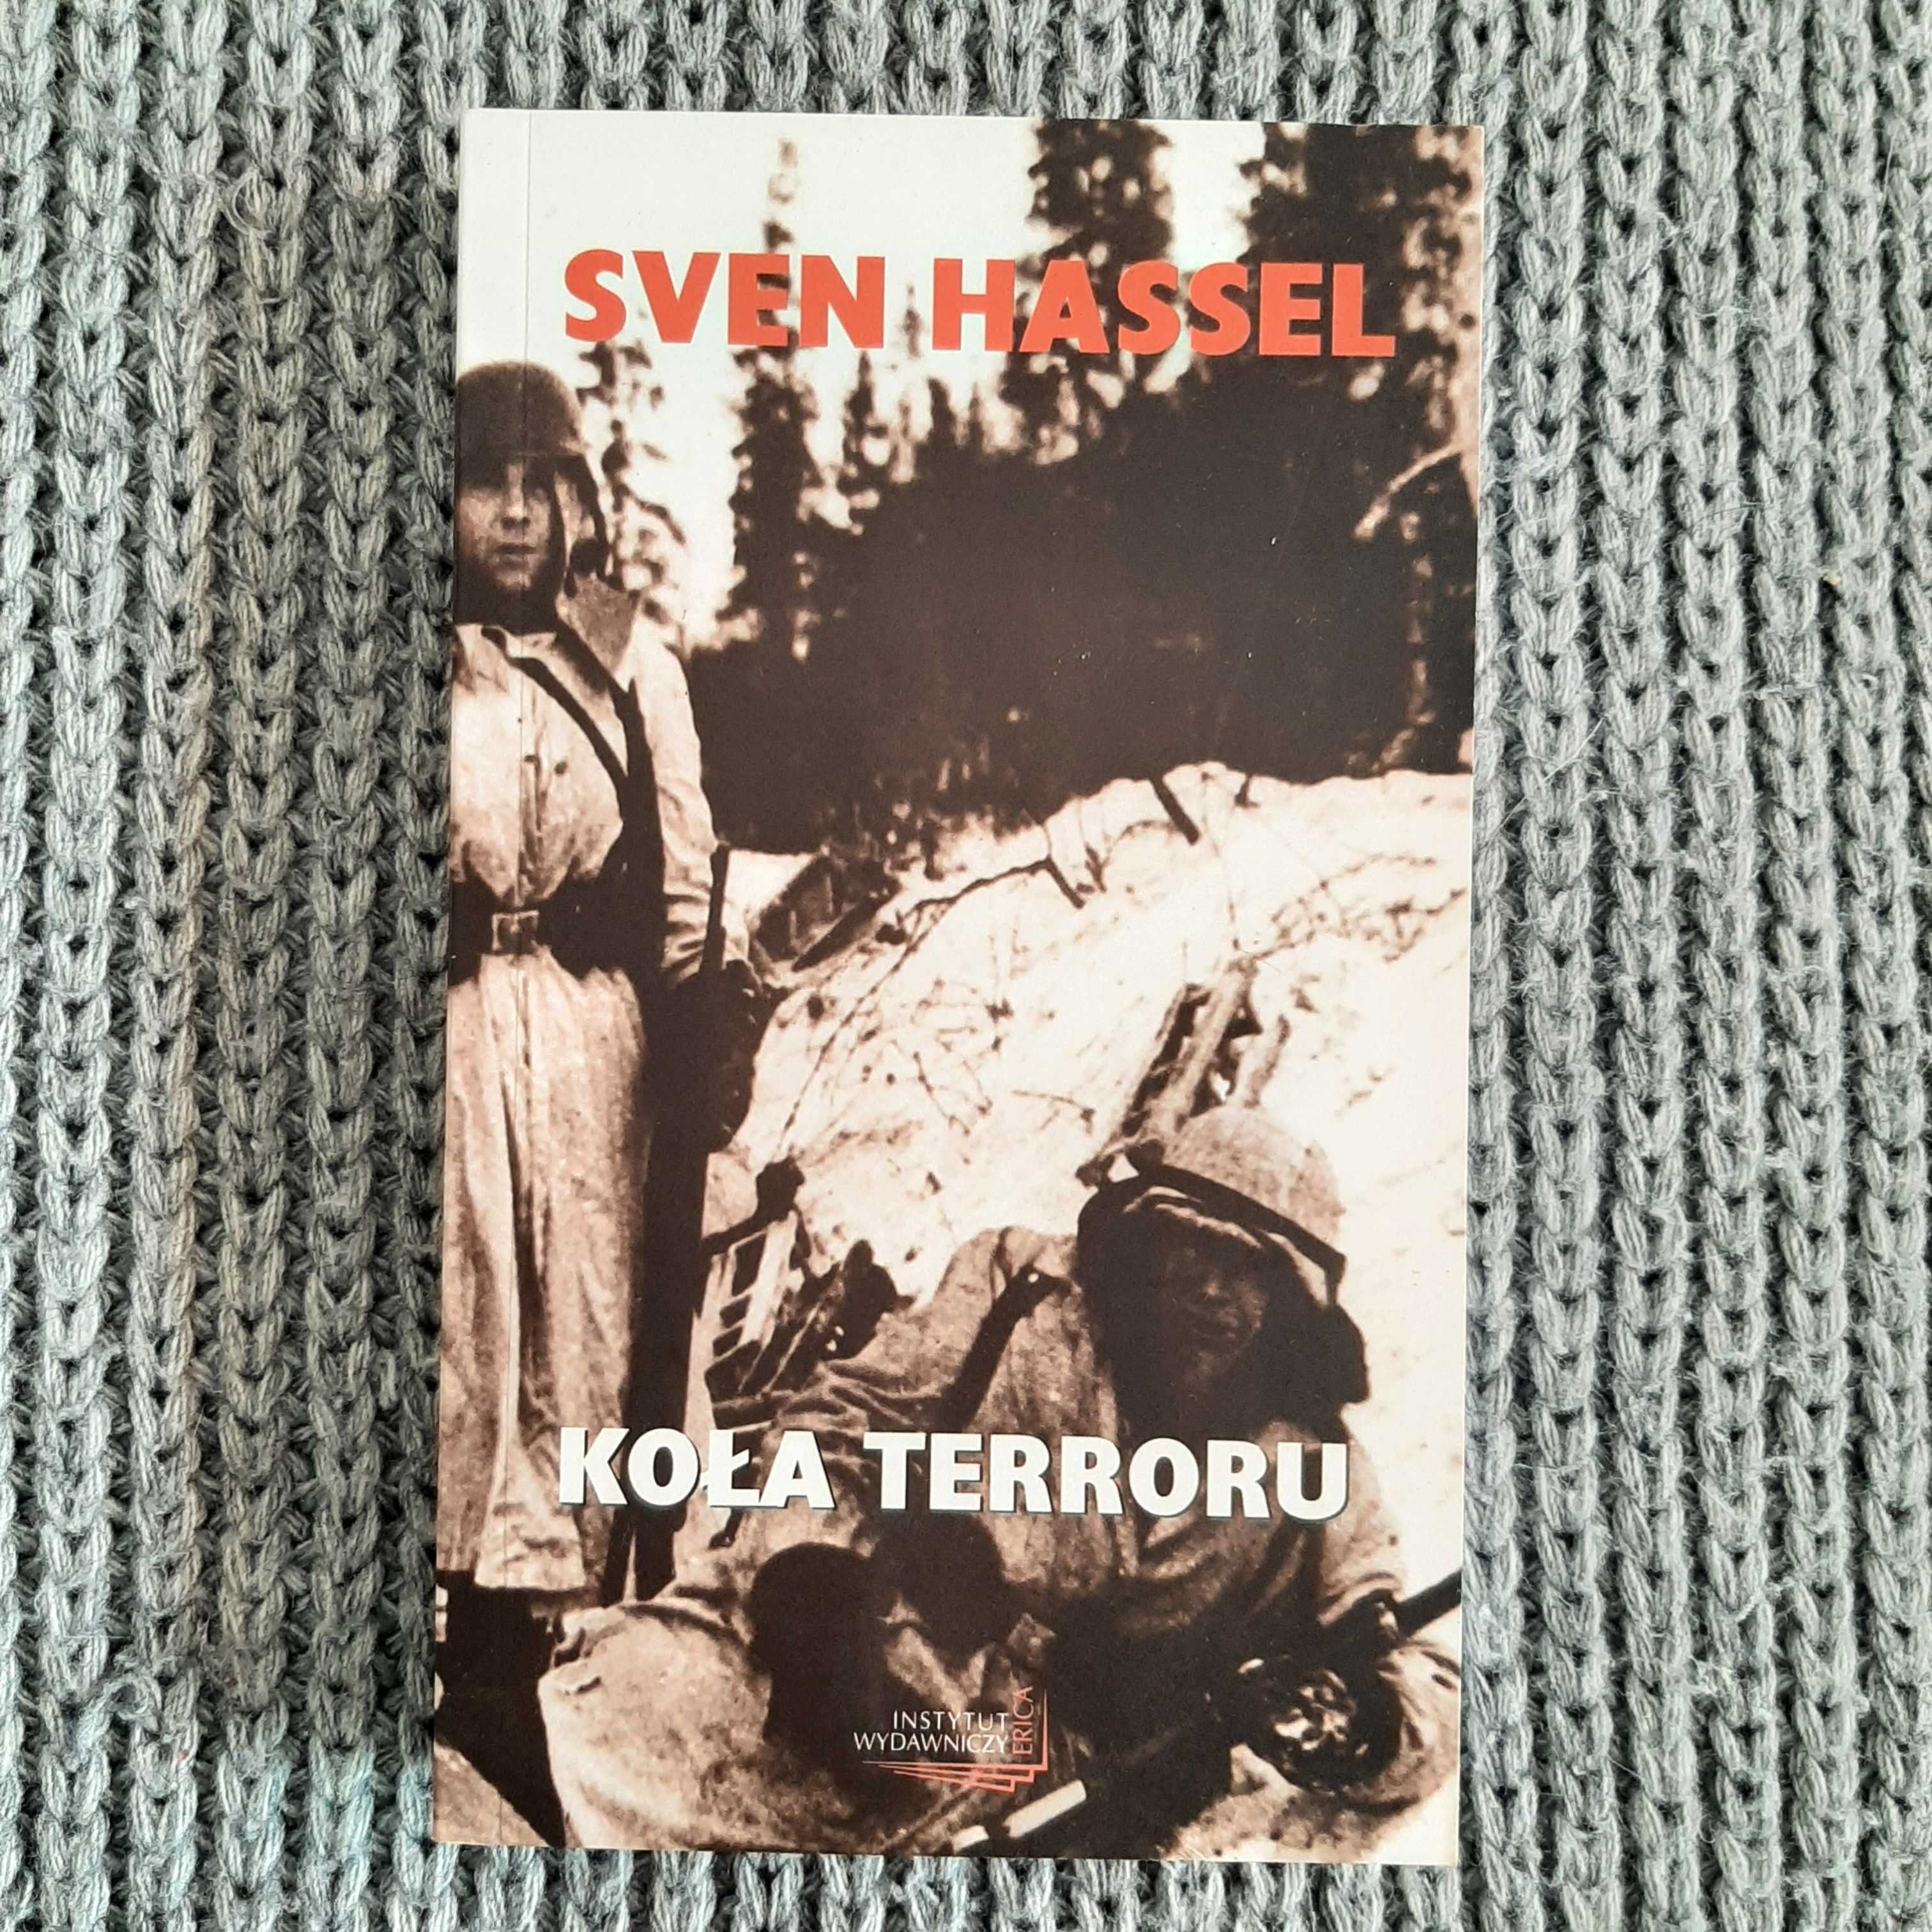 SVEN HASSEL
KOŁA TERRORU
INSTYTUT
WYDAWNICZY
ERICA